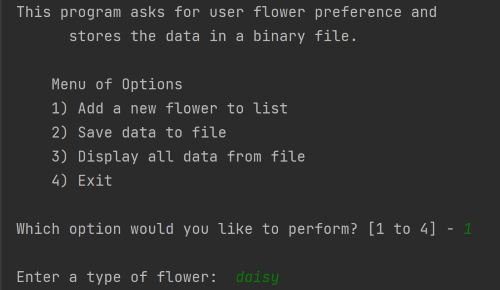 This program asks for user flower preference and
stores the data in a binary file.
Menu of Options
1) Add a new flower to list
2) Save data to file
3) Display all data from file
4) Exit
Which option would you like to perform? [1 to 4] - 1
Enter a type of flower: daisy